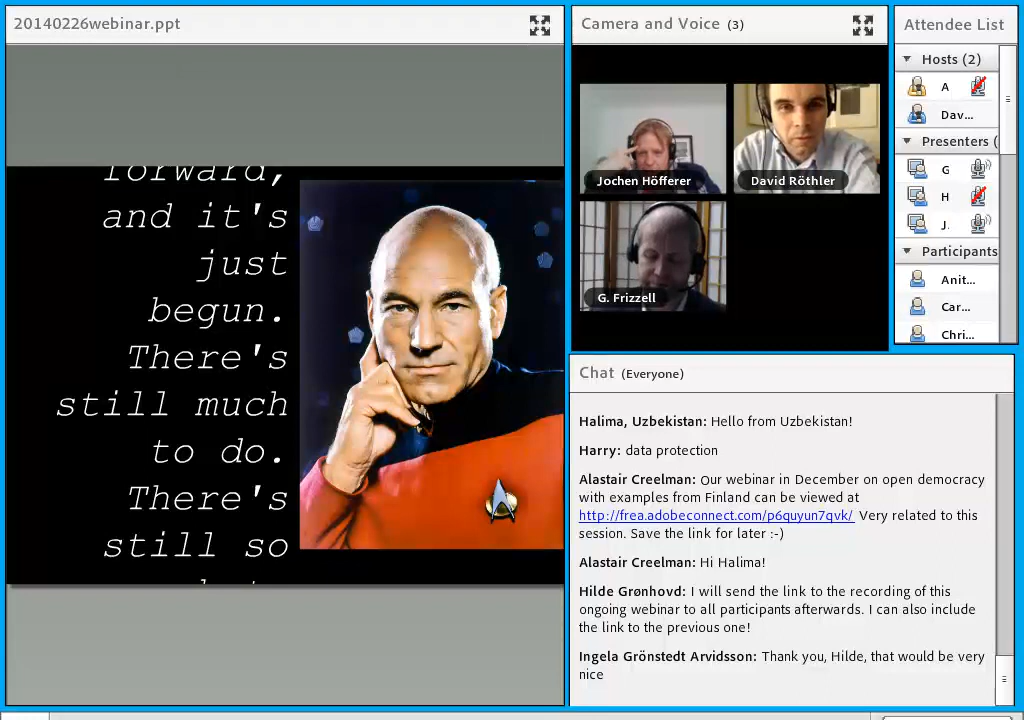 20140226webinar.ppt
forward,
and it's
just
begun.
There's
still much
to do.
There's
still so
Camera and Voice (3)
Jochen Höfferer
David Röthler
G. Frizzell
Attendee List
Hosts (2)
A
Dav...
Presenters (
G
H
J.
Participants
Anit...
Car...
Chri...
Chat (Everyone)
Halima, Uzbekistan: Hello from Uzbekistan!
Harry: data protection
Alastair Creelman: Our webinar in December on open democracy
with examples from Finland can be viewed at
http://frea.adobeconnect.com/p6quyun7qvk/ Very related to this
session. Save the link for later :-)
Alastair Creelman: Hi Halima!
Hilde Grønhovd: I will send the link to the recording of this
ongoing webinar to all participants afterwards. I can also include
the link to the previous one!
Ingela Grönstedt Arvidsson: Thank you, Hilde, that would be very
nice